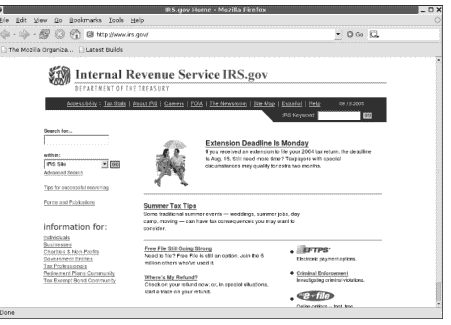 IRS.gov Home - Mozilla Firefox
File Edit View Go Bookmarks Tools Help
http://www.irs.gov/
Go
The Mozilla Organiza... Latest Builds
Internal Revenue Service IRS.gov
DEPARTMENT OF THE TREASURY
Accessibility | Tax Stats | About IRS | Careers | FOIA | The Newsroom | Site Map | Español | Help
IRS Keyword: GO
Search for...
within:
IRS Site GO
Advanced Search
Tips for successful searching
Forms and Publications
information for:
Individuals
Businesses
Charities & Non-Profits
Government Entities
Tax Professionals
Retirement Plans Community
Tax Exempt Bond Community
Extension Deadline Is Monday
If you received an extension to file your 2004 tax return, the deadline
is Aug. 15. Still need more time? Taxpayers with special
circumstances may qualify for extra two months.
Summer Tax Tips
Some traditional summer events — weddings, summer jobs, day
camp, moving — can have tax consequences you may want to
consider.
Free File Still Going Strong
Need to file? Free File is still an option. Join the 5
million others who've used it.
Where's My Refund?
Check on your refund now, or, in special situations,
start a trace on your refund.
EFTPS
Electronic payment options.
Criminal Enforcement
Investigating criminal violations.
e-file
Done